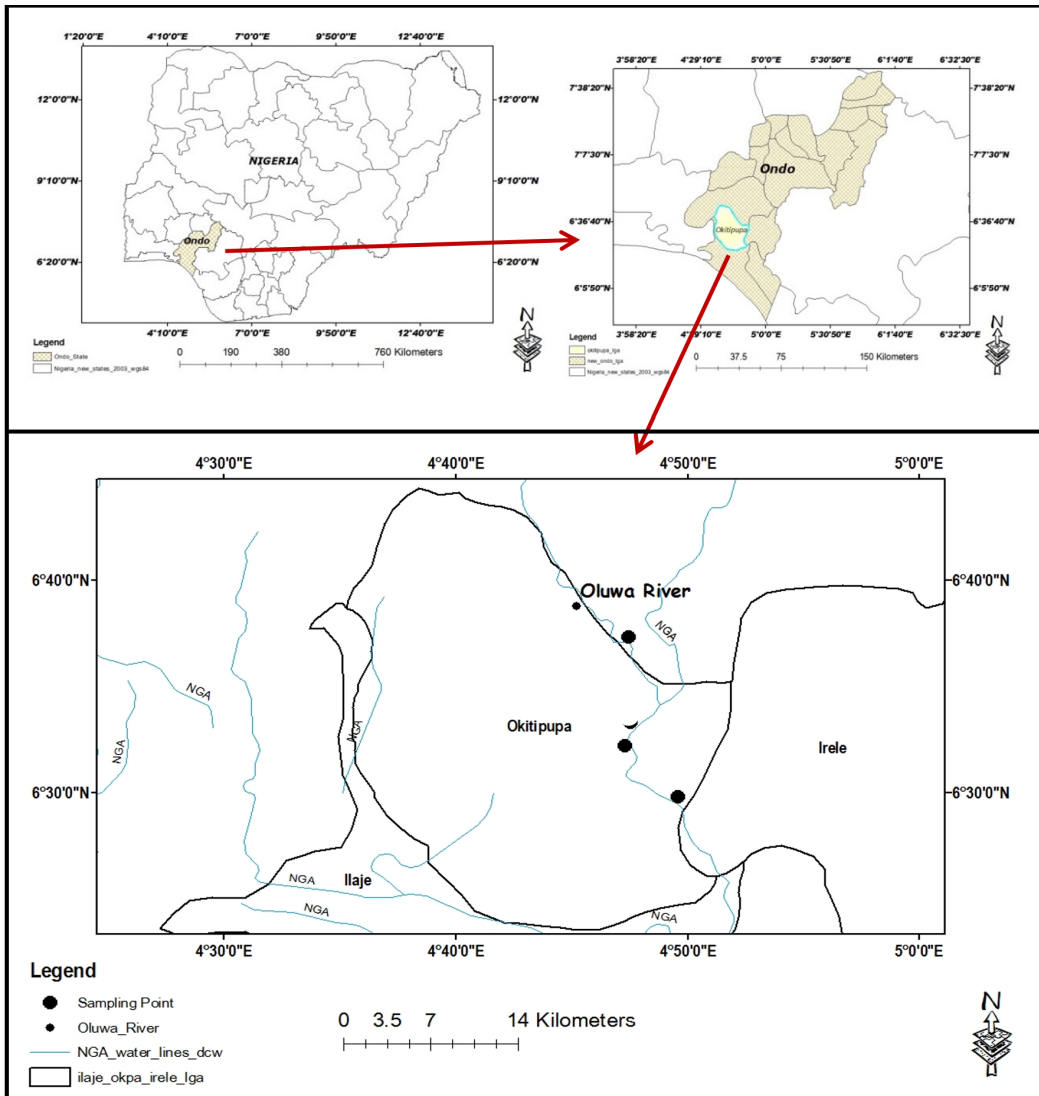 1°20'0"E 4°10'0"E 7°0'0"E 9°50'0"E 12°40'0"E
12°0'0"N 12°0'0"N
NIGERIA
9°10'0"N 9°10'0"N
Ondo
6°20'0"N 6°20'0"N
4°10'0"E 7°0'0"E 9°50'0"E 12°40'0"E
Legend
Ondo_State
Nigeria_new_states_2003_wgs84
0 190 380 760 Kilometers
N
3°58'20"E 4°29'10"E 5°0'0"E 5°30'50"E 6°1'40"E 6°32'30"E
7°38'20"N 7°38'20"N
7°7'30"N 7°7'30"N
Ondo
6°36'40"N 6°36'40"N
Okitipupa
6°5'50"N 6°5'50"N
3°58'20"E 4°29'10"E 5°0'0"E 5°30'50"E 6°1'40"E 6°32'30"E
Legend
okitipupa_lga
new_ondo_lga
Nigeria_new_states_2003_wgs84
0 37.5 75 150 Kilometers
N
4°30'0"E 4°40'0"E 4°50'0"E 5°0'0"E
6°40'0"N 6°40'0"N
Oluwa River
NGA
NGA
NGA
NGA
Okitipupa
Irele
6°30'0"N 6°30'0"N
Ilaje
NGA
NGA
NGA
4°30'0"E 4°40'0"E 4°50'0"E 5°0'0"E
Legend
Sampling Point
Oluwa_River
NGA_water_lines_dcw
ilaje_okpa_irele_lga
0 3.5 7 14 Kilometers
N